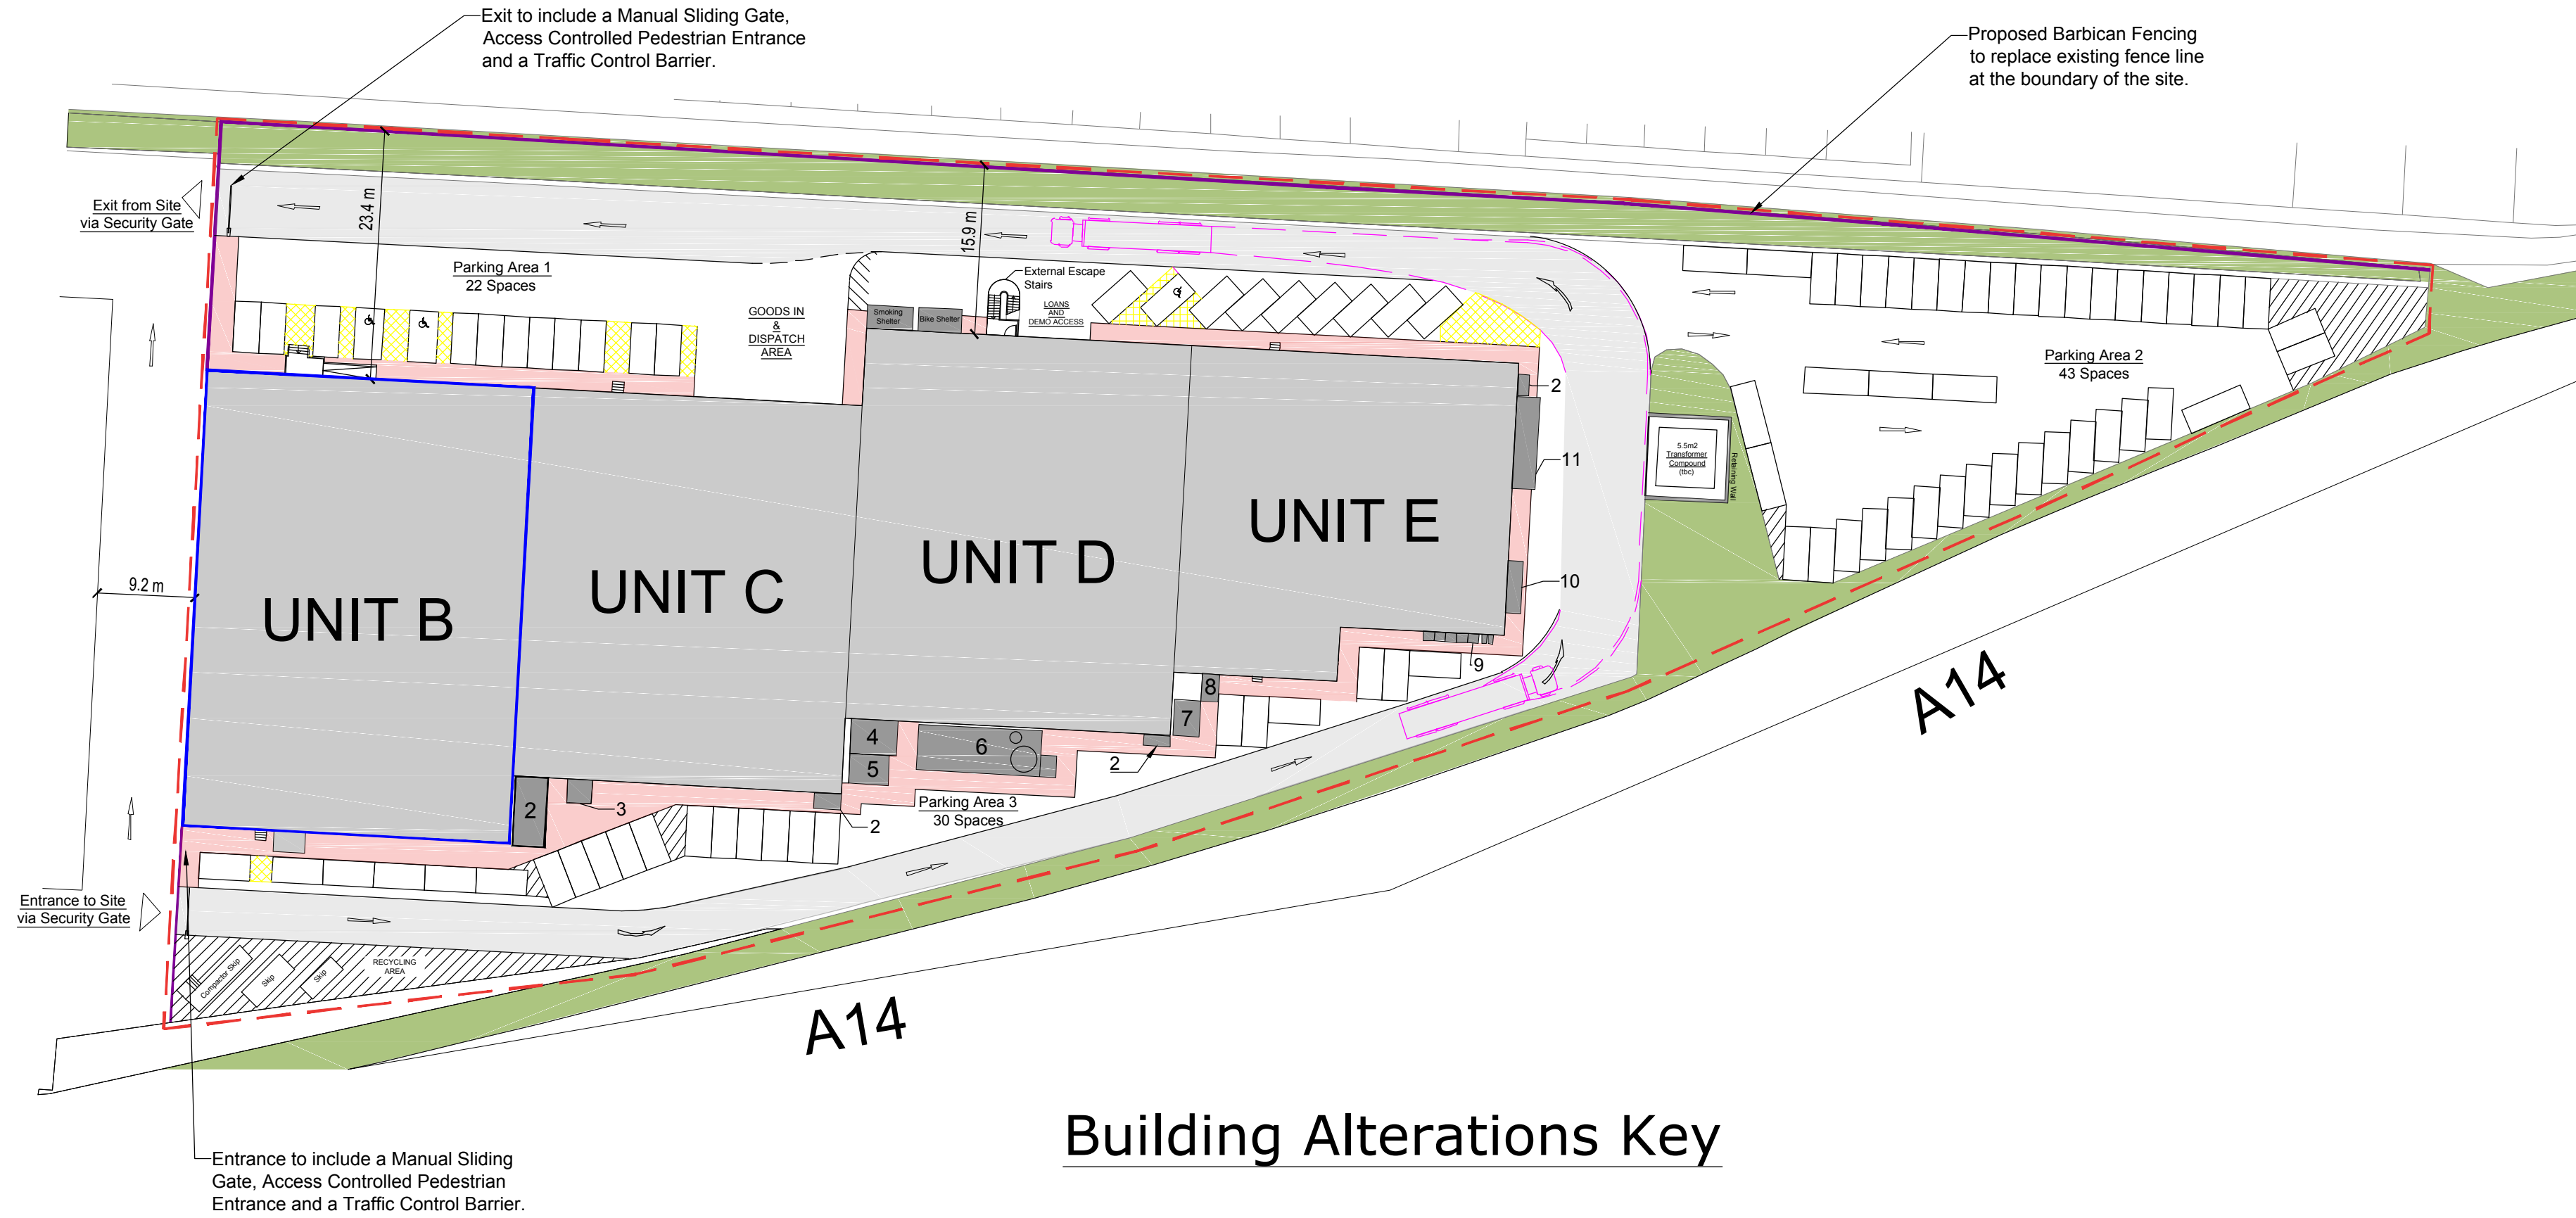 Exit to include a Manual Sliding Gate,
Access Controlled Pedestrian Entrance
and a Traffic Control Barrier.
Proposed Barbican Fencing
to replace existing fence line
at the boundary of the site.
Exit from Site
via Security Gate
23.4 m
15.9 m
Parking Area 1
22 Spaces
GOODS IN
&
DISPATCH
AREA
Smoking
Shelter
Bike Shelter
External Escape
Stairs
LOANS
AND
DEMO ACCESS
Parking Area 2
43 Spaces
2
11
10
9
5.5m2
Transformer
Compound
(tbc)
Retaining Wall
9.2 m
UNIT B
UNIT C
UNIT D
UNIT E
8
7
4
5
6
2
2
3
2
Parking Area 3
30 Spaces
A14
A14
Entrance to Site
via Security Gate
Compactor Skip
Skip
Skip
RECYCLING
AREA
Entrance to include a Manual Sliding
Gate, Access Controlled Pedestrian
Entrance and a Traffic Control Barrier.
Building Alterations Key